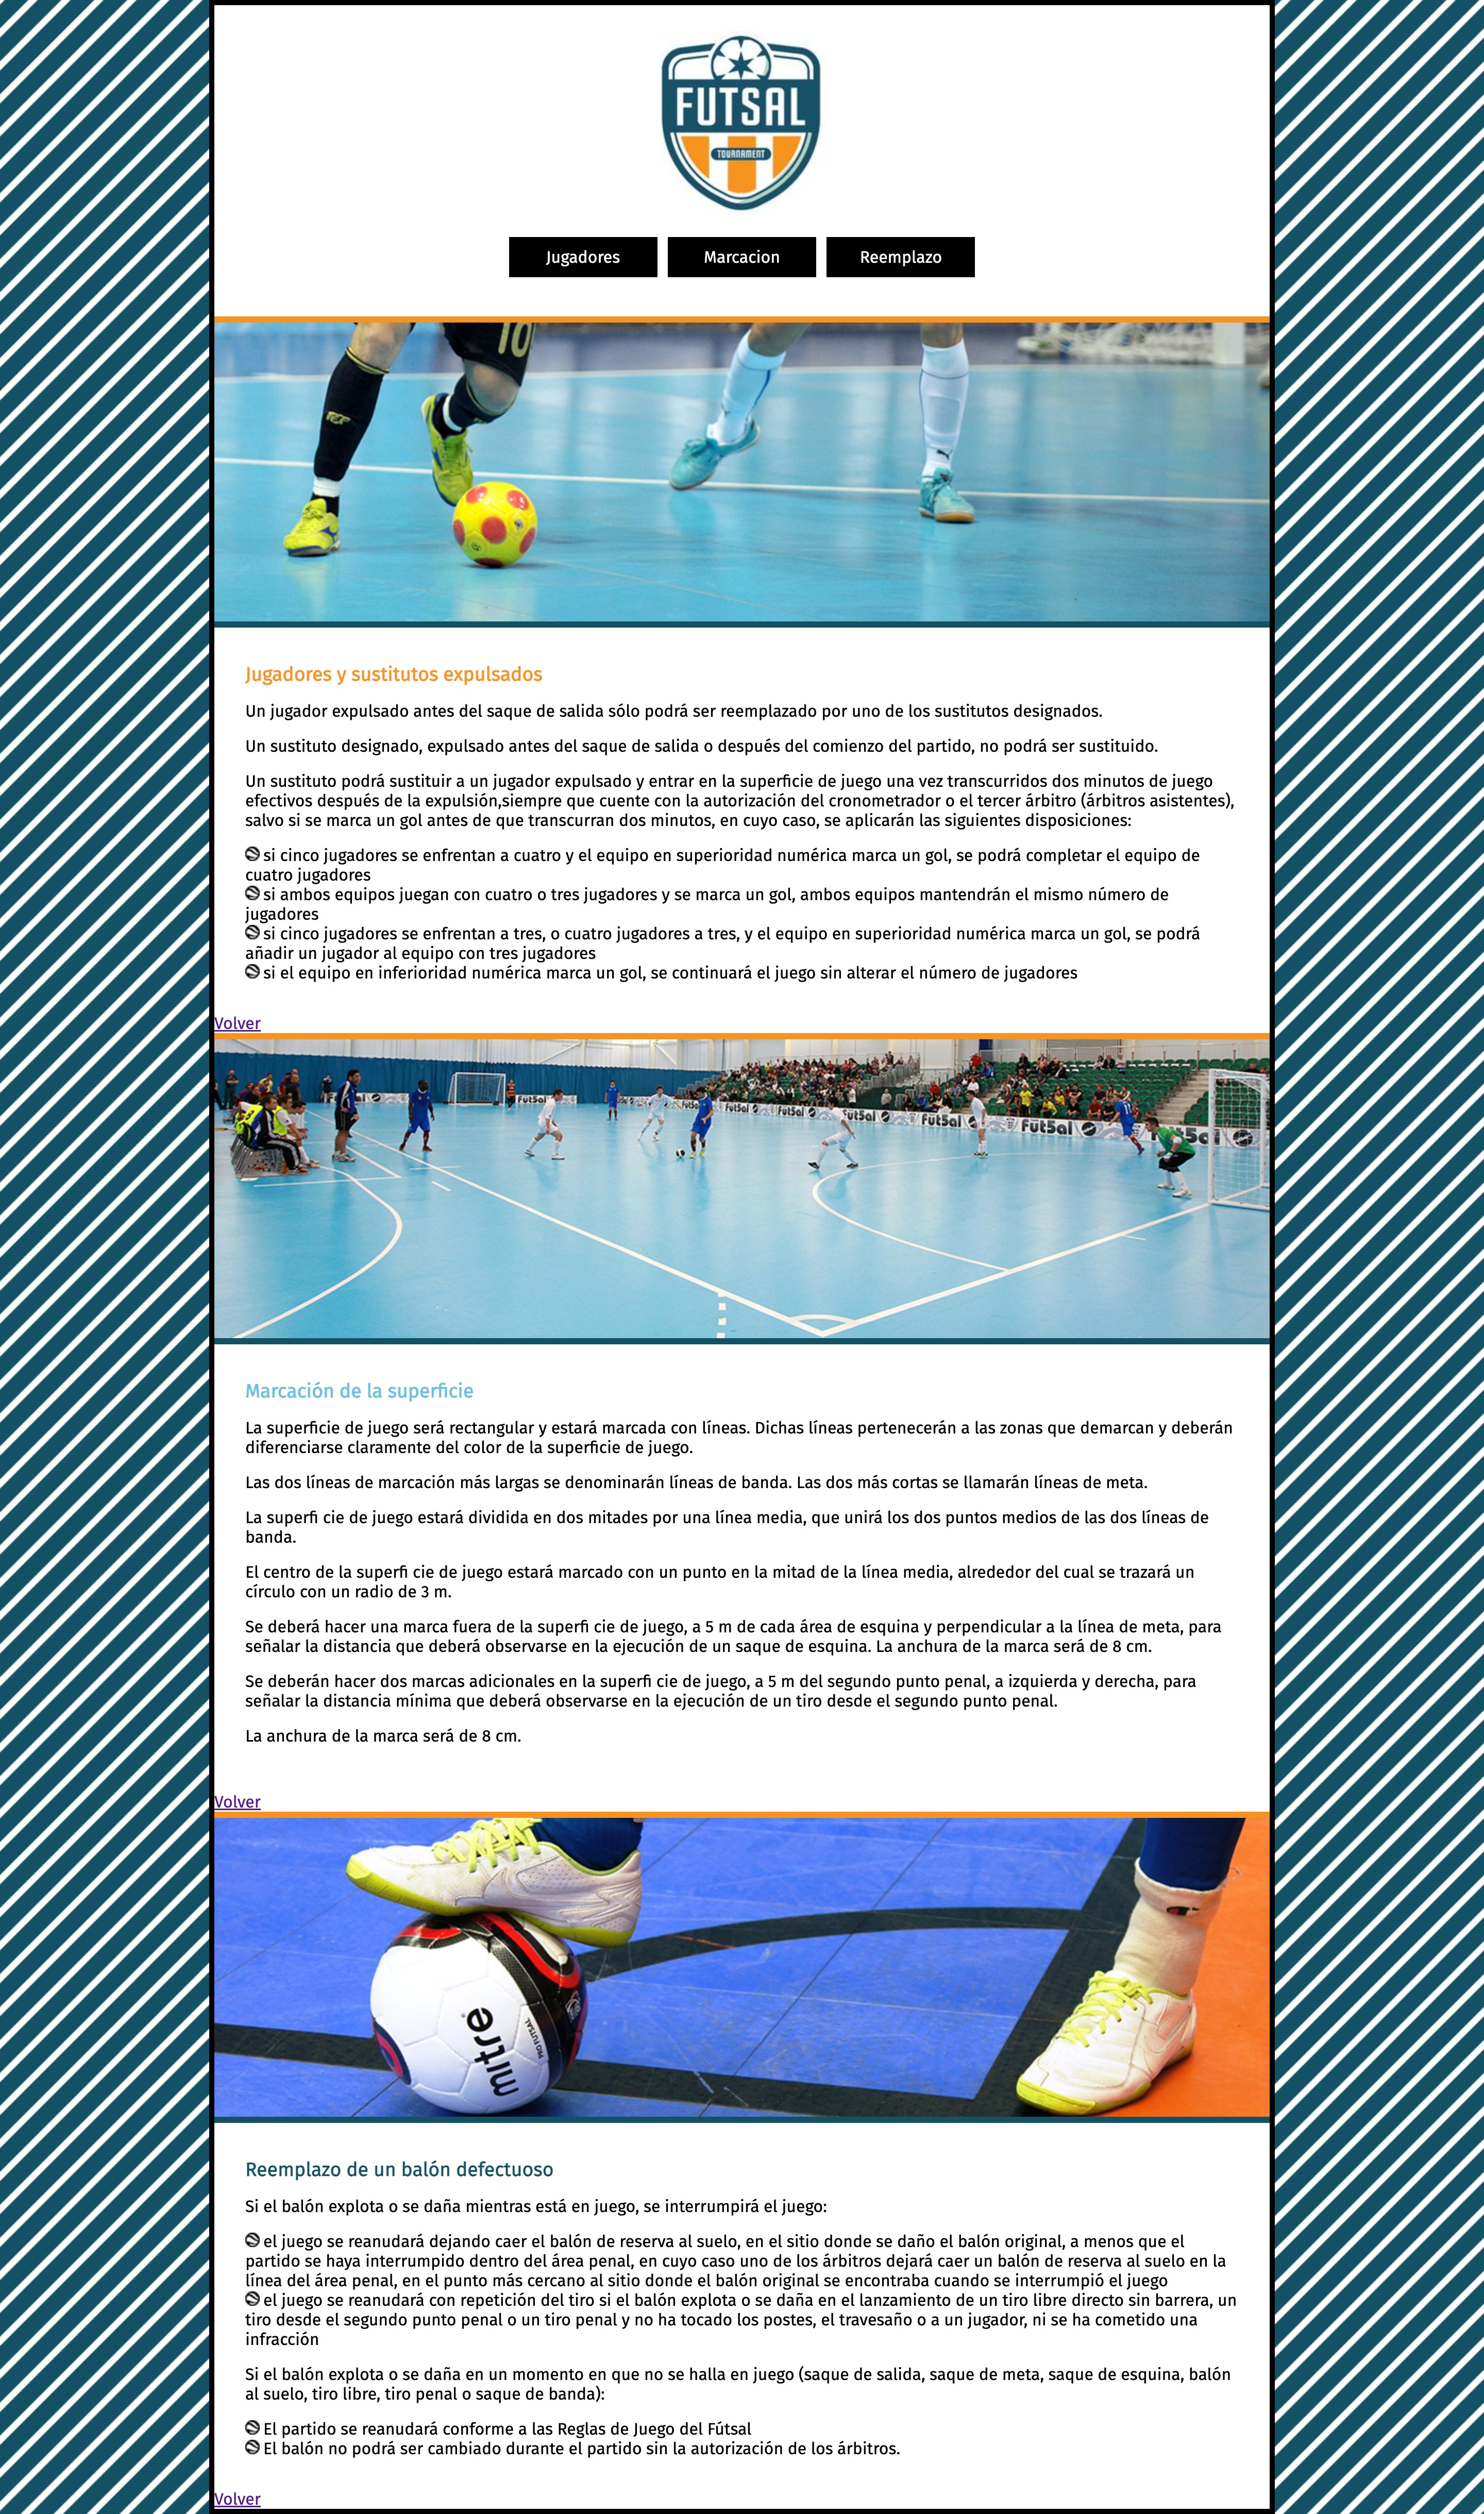 FUTSAL
TOURNAMENT
Jugadores
Marcacion
Reemplazo
10
Jugadores y sustitutos expulsados
Un jugador expulsado antes del saque de salida sólo podrá ser reemplazado por uno de los sustitutos designados.
Un sustituto designado, expulsado antes del saque de salida o después del comienzo del partido, no podrá ser sustituido.
Un sustituto podrá sustituir a un jugador expulsado y entrar en la superficie de juego una vez transcurridos dos minutos de juego
efectivos después de la expulsión,siempre que cuente con la autorización del cronometrador o el tercer árbitro (árbitros asistentes),
salvo si se marca un gol antes de que transcurran dos minutos, en cuyo caso, se aplicarán las siguientes disposiciones:
si cinco jugadores se enfrentan a cuatro y el equipo en superioridad numérica marca un gol, se podrá completar el equipo de
cuatro jugadores
si ambos equipos juegan con cuatro o tres jugadores y se marca un gol, ambos equipos mantendrán el mismo número de
jugadores
si cinco jugadores se enfrentan a tres, o cuatro jugadores a tres, y el equipo en superioridad numérica marca un gol, se podrá
añadir un jugador al equipo con tres jugadores
si el equipo en inferioridad numérica marca un gol, se continuará el juego sin alterar el número de jugadores
Volver
Fut5al Fut5al Fut5al Fut5al Fut5al Fut5al
Marcación de la superficie
La superficie de juego será rectangular y estará marcada con líneas. Dichas líneas pertenecerán a las zonas que demarcan y deberán
diferenciarse claramente del color de la superficie de juego.
Las dos líneas de marcación más largas se denominarán líneas de banda. Las dos más cortas se llamarán líneas de meta.
La superfi cie de juego estará dividida en dos mitades por una línea media, que unirá los dos puntos medios de las dos líneas de
banda.
El centro de la superfi cie de juego estará marcado con un punto en la mitad de la línea media, alrededor del cual se trazará un
círculo con un radio de 3 m.
Se deberá hacer una marca fuera de la superfi cie de juego, a 5 m de cada área de esquina y perpendicular a la línea de meta, para
señalar la distancia que deberá observarse en la ejecución de un saque de esquina. La anchura de la marca será de 8 cm.
Se deberán hacer dos marcas adicionales en la superfi cie de juego, a 5 m del segundo punto penal, a izquierda y derecha, para
señalar la distancia mínima que deberá observarse en la ejecución de un tiro desde el segundo punto penal.
La anchura de la marca será de 8 cm.
Volver
mitre
PRO FUTSAL
Reemplazo de un balón defectuoso
Si el balón explota o se daña mientras está en juego, se interrumpirá el juego:
el juego se reanudará dejando caer el balón de reserva al suelo, en el sitio donde se daño el balón original, a menos que el
partido se haya interrumpido dentro del área penal, en cuyo caso uno de los árbitros dejará caer un balón de reserva al suelo en la
línea del área penal, en el punto más cercano al sitio donde el balón original se encontraba cuando se interrumpió el juego
el juego se reanudará con repetición del tiro si el balón explota o se daña en el lanzamiento de un tiro libre directo sin barrera, un
tiro desde el segundo punto penal o un tiro penal y no ha tocado los postes, el travesaño o a un jugador, ni se ha cometido una
infracción
Si el balón explota o se daña en un momento en que no se halla en juego (saque de salida, saque de meta, saque de esquina, balón
al suelo, tiro libre, tiro penal o saque de banda):
El partido se reanudará conforme a las Reglas de Juego del Fútsal
El balón no podrá ser cambiado durante el partido sin la autorización de los árbitros.
Volver